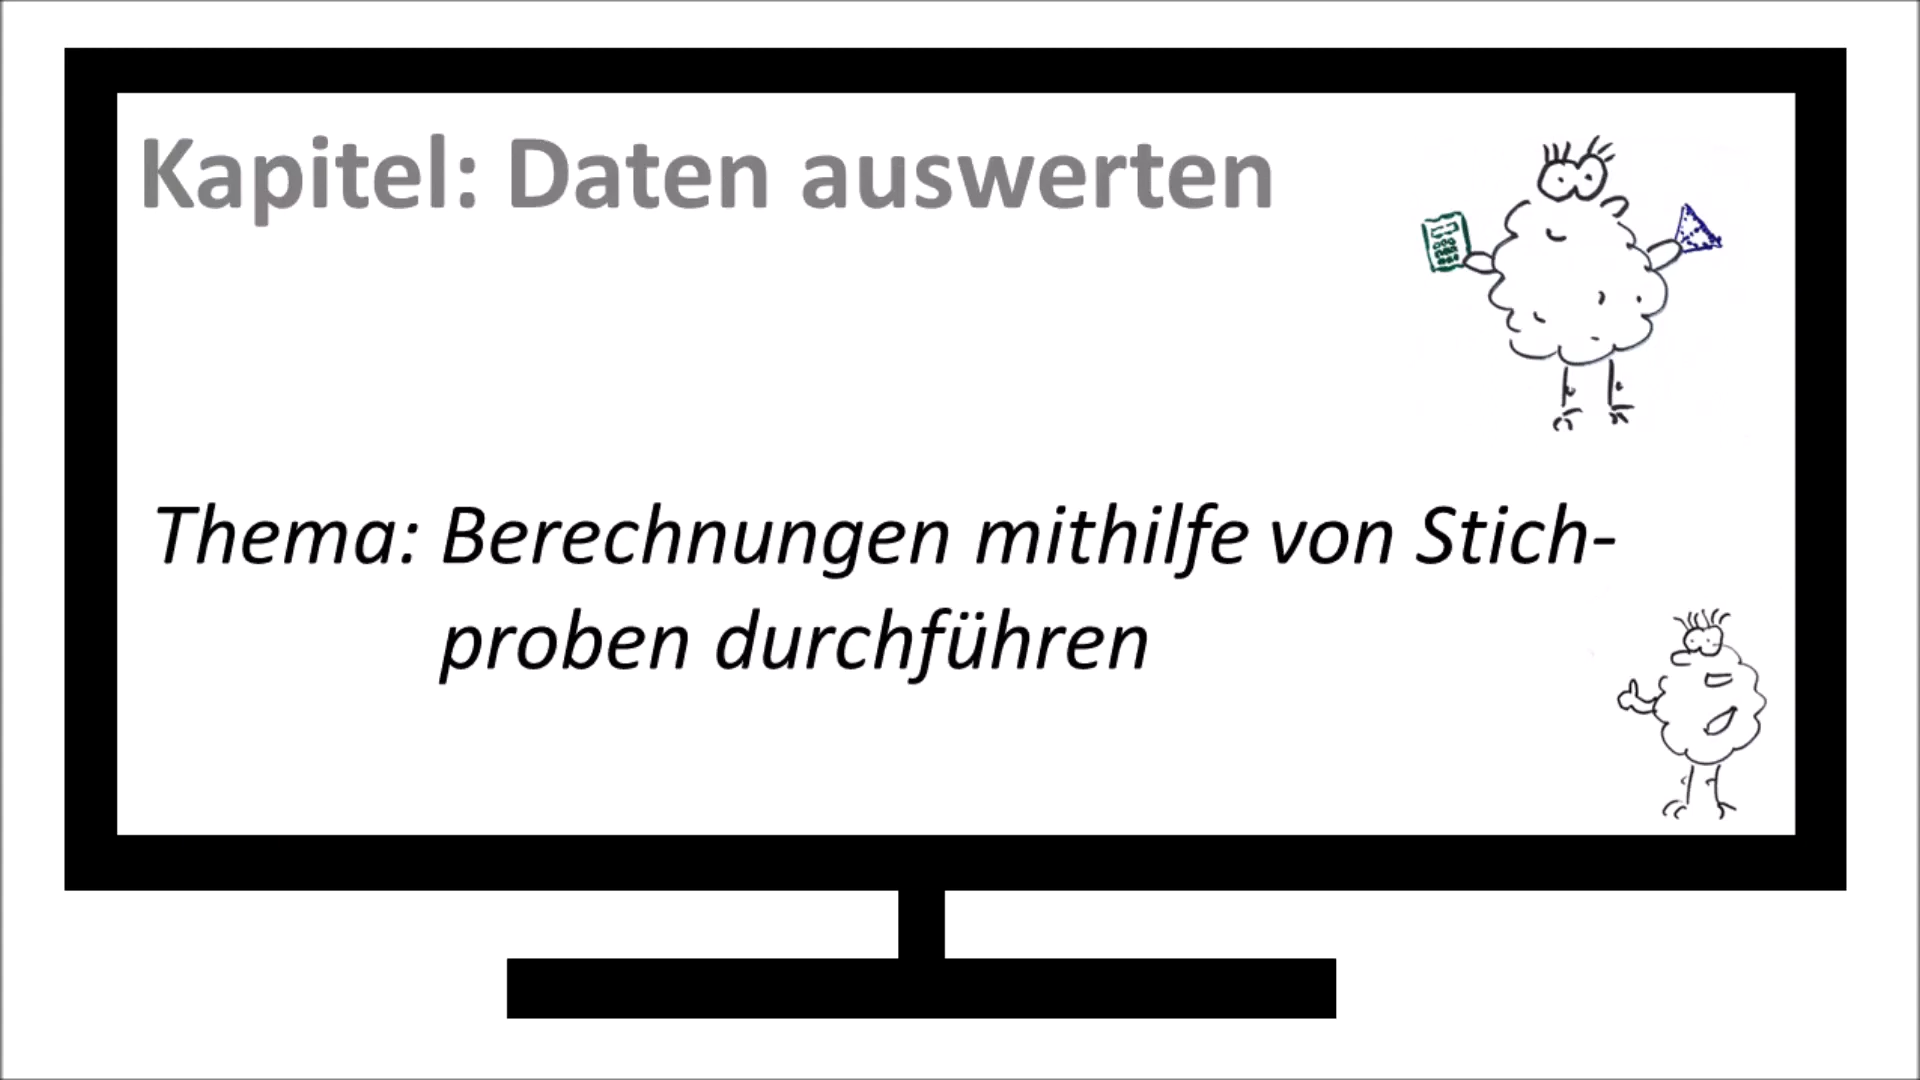 Kapitel: Daten auswerten
Thema: Berechnungen mithilfe von Stich-
proben durchführen